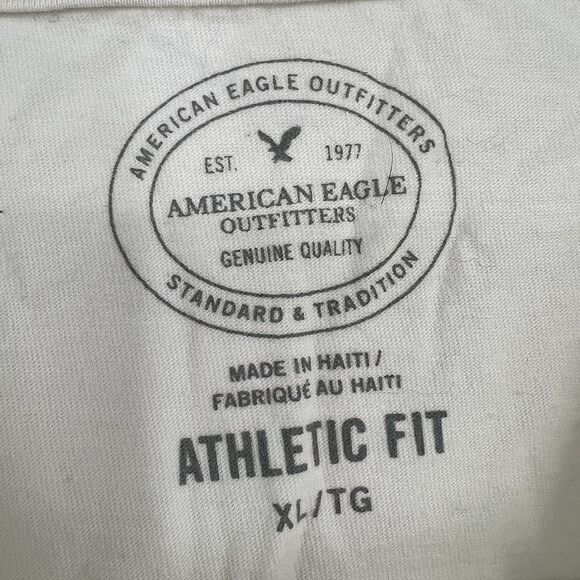 AMERICAN EAGLE OUTFITTERS
EST. 1977
AMERICAN EAGLE
OUTFITTERS
GENUINE QUALITY
STANDARD & TRADITION
MADE IN HAITI /
FABRIQUÉ AU HAITI
ATHLETIC FIT
XL/TG